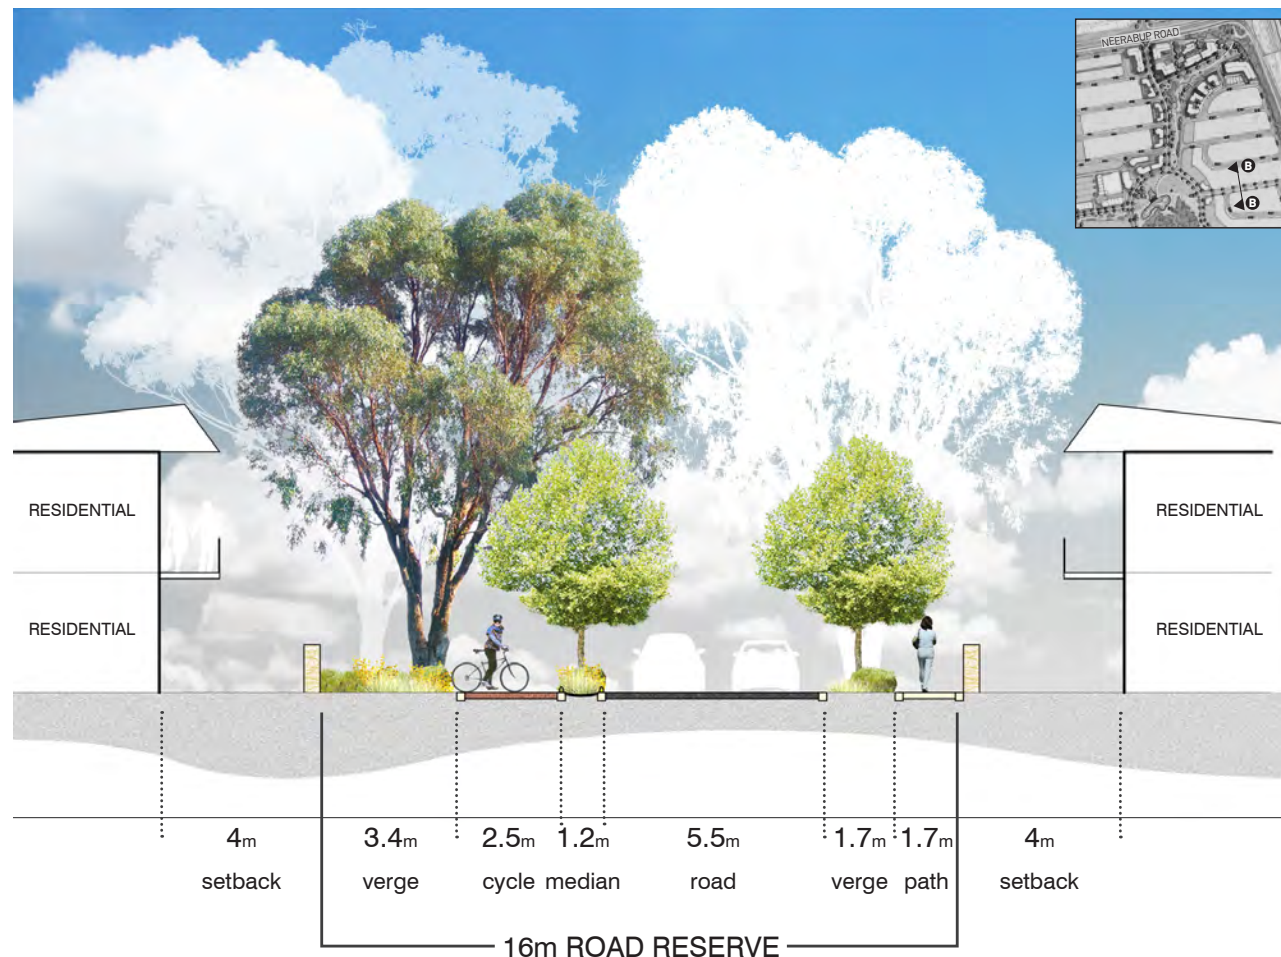 NEERABUP ROAD
B
B
RESIDENTIAL
RESIDENTIAL
RESIDENTIAL
RESIDENTIAL
4m
3.4m
2.5m
1.2m
5.5m
1.7m
1.7m
4m
setback
verge
cycle
median
road
verge
path
setback
16m ROAD RESERVE